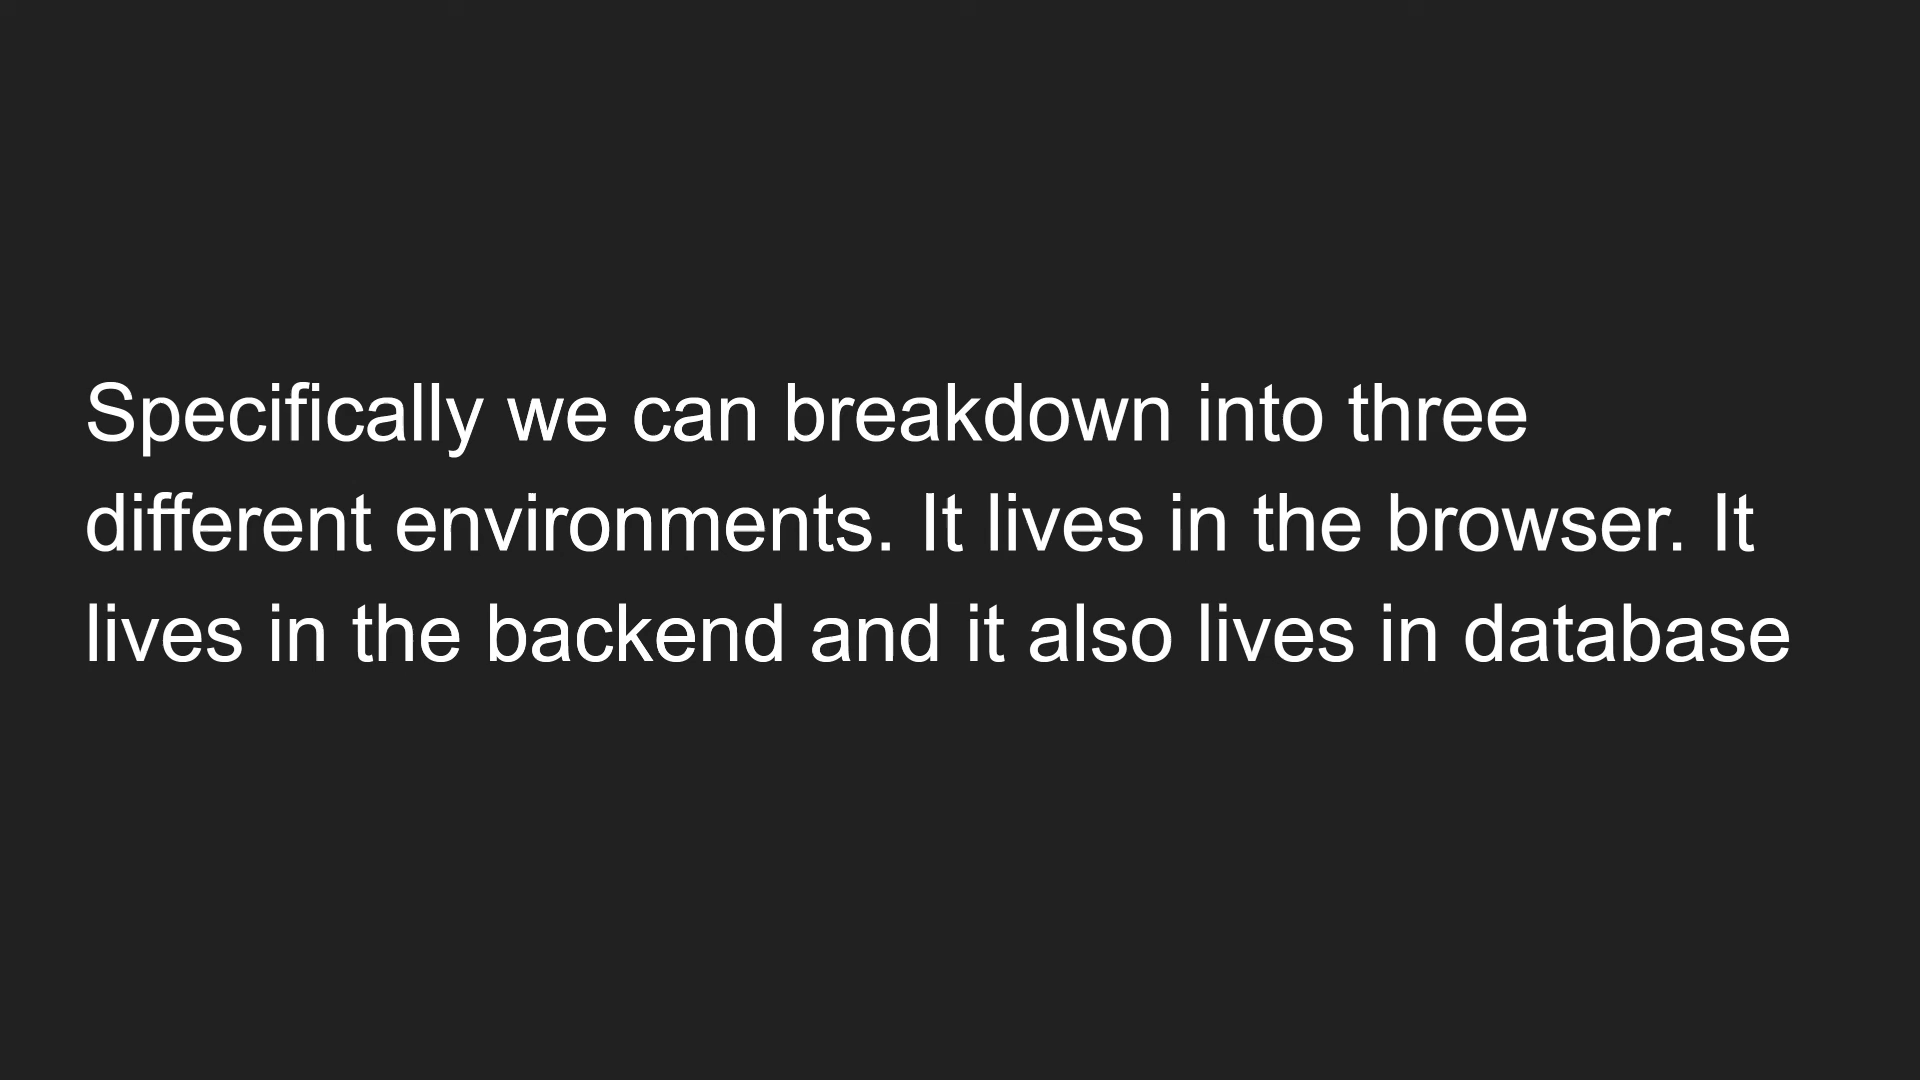 Specifically we can breakdown into three
different environments. It lives in the browser. It
lives in the backend and it also lives in database